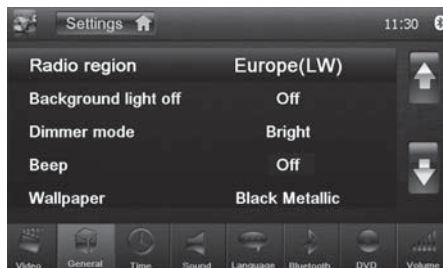 Settings 11:30
Radio region Europe(LW)
Background light off Off
Dimmer mode Bright
Beep Off
Wallpaper Black Metallic
Video General Time Sound Language Bluetooth DVD Volume